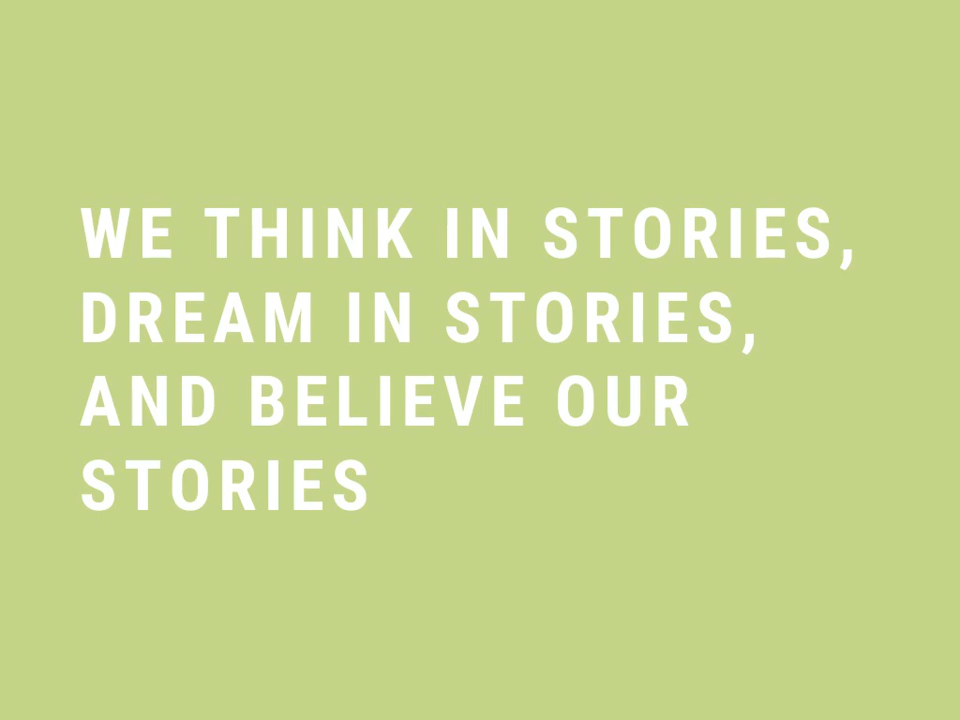 WE THINK IN STORIES,
DREAM IN STORIES,
AND BELIEVE OUR
STORIES